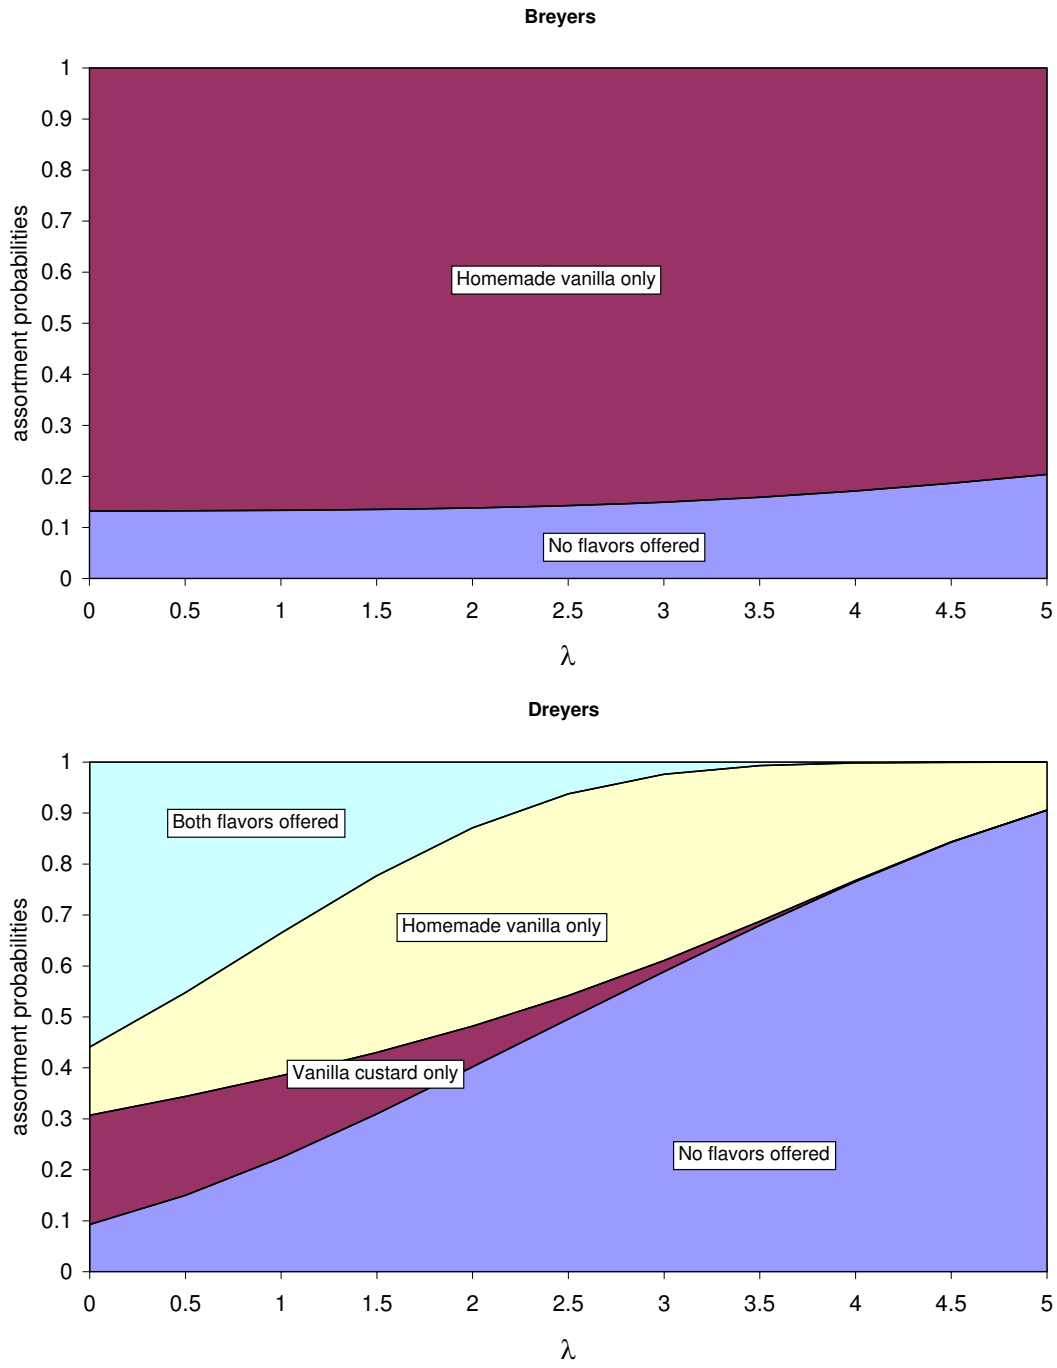 Breyers
1
0.9
0.8
0.7
0.6
0.5
0.4
0.3
0.2
0.1
0
assortment probabilities
Homemade vanilla only
No flavors offered
0 0.5 1 1.5 2 2.5 3 3.5 4 4.5 5
λ
Dreyers
1
0.9
0.8
0.7
0.6
0.5
0.4
0.3
0.2
0.1
0
assortment probabilities
Both flavors offered
Homemade vanilla only
Vanilla custard only
No flavors offered
0 0.5 1 1.5 2 2.5 3 3.5 4 4.5 5
λ